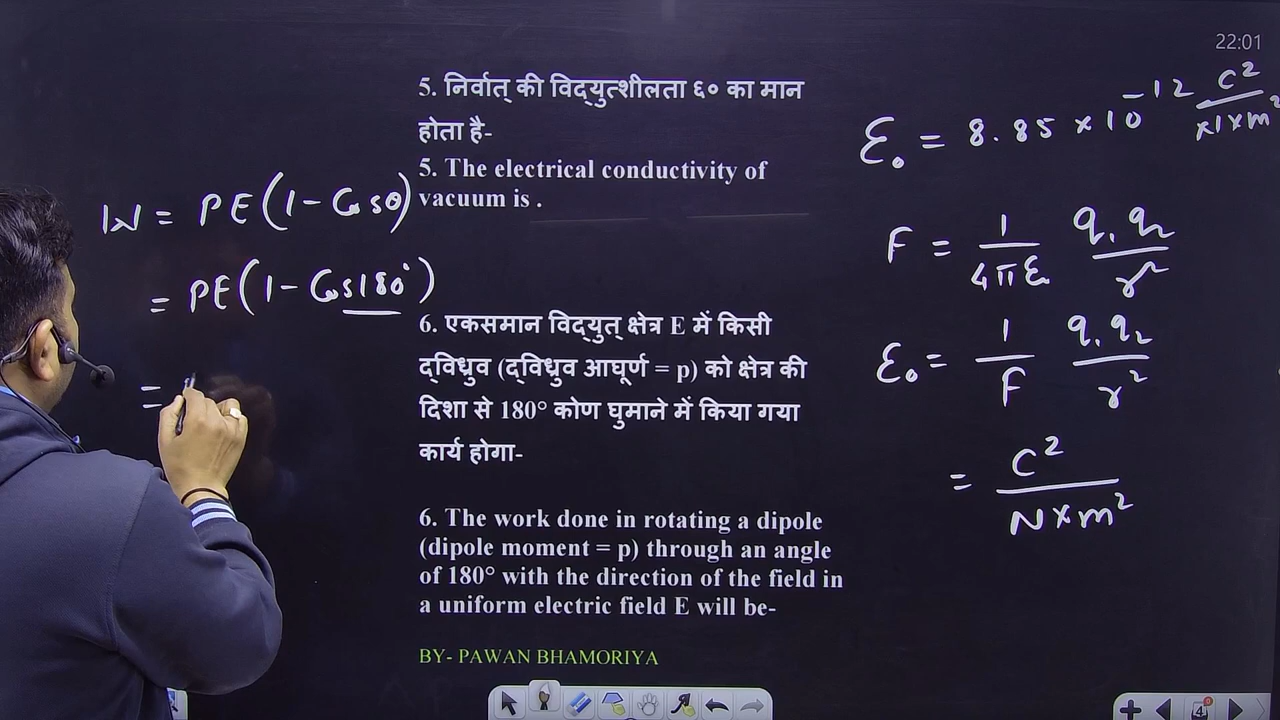 22:01
5. निर्वात् की विद्युत्शीलता ६० का मान
होता है-
5. The electrical conductivity of
vacuum is .
W = PE(1 - Cosθ)
= PE(1 - Cos180°)
=
6. एकसमान विद्युत् क्षेत्र E में किसी
द्विध्रुव (द्विध्रुव आघूर्ण = p) को क्षेत्र की
दिशा से 180° कोण घुमाने में किया गया
कार्य होगा-
6. The work done in rotating a dipole
(dipole moment = p) through an angle
of 180° with the direction of the field in
a uniform electric field E will be-
BY- PAWAN BHAMORIYA
ε₀ = 8.85 × 10⁻¹² C²/N×m²
F = 1/4πε₀ q₁q₂/r²
ε₀ = 1/F q₁q₂/r²
= C²/N×m²
4